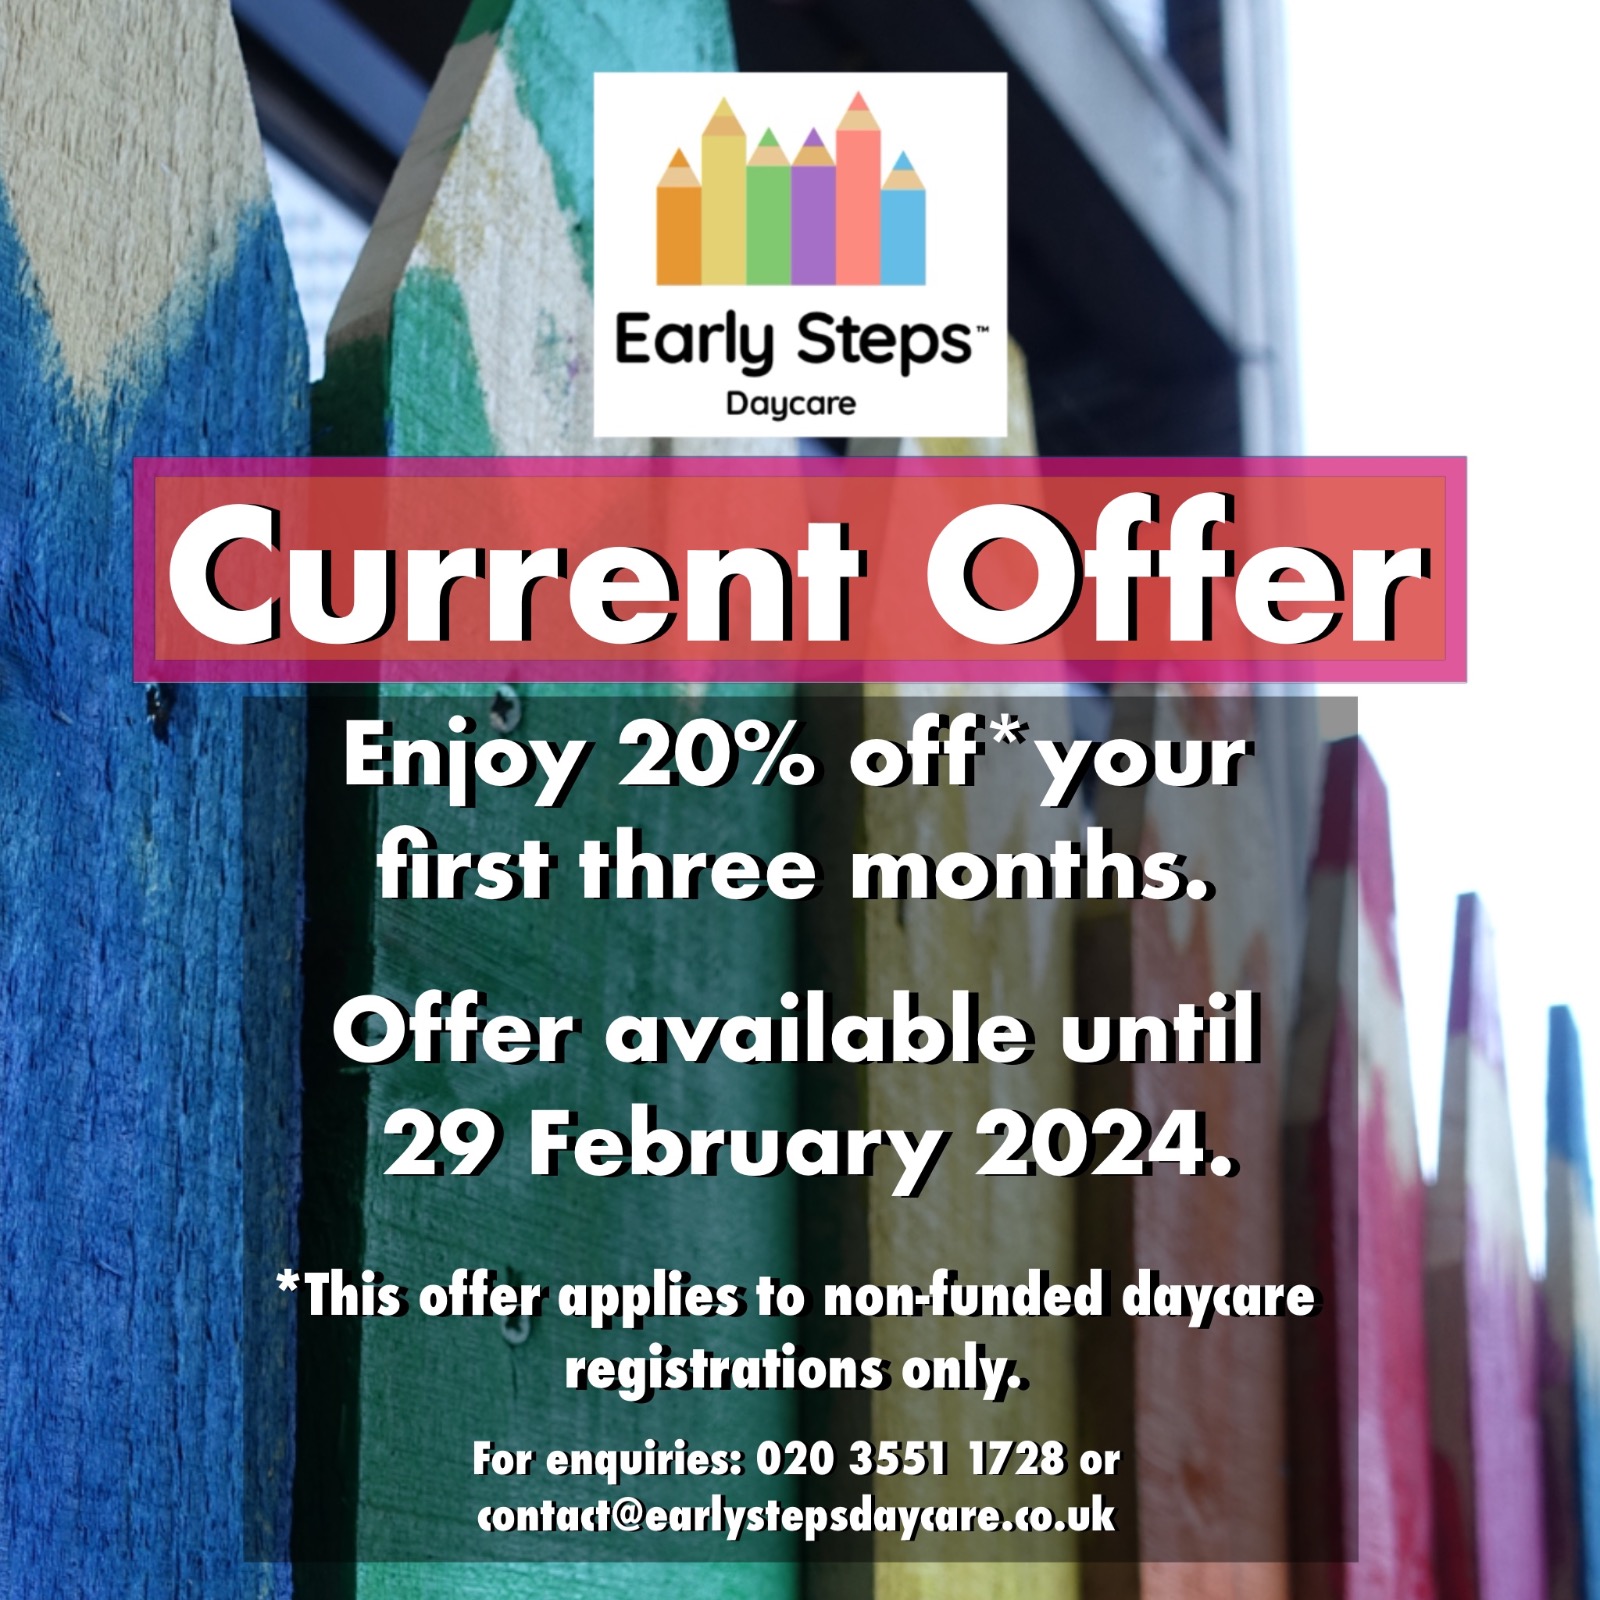 Early Steps™
Daycare
Current Offer
Enjoy 20% off*your
first three months.
Offer available until
29 February 2024.
*This offer applies to non-funded daycare
registrations only.
For enquiries: 020 3551 1728 or
contact@earlystepsdaycare.co.uk